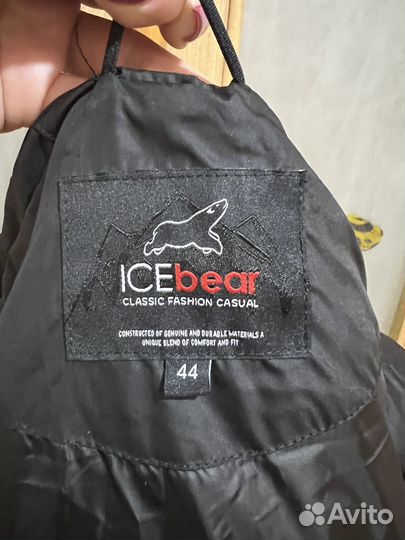 ICEbear
CLASSIC FASHION CASUAL
CONSTRUCTED OF GENUINE AND DURABLE MATERIALS A
UNIQUE BLEND OF COMFORT AND FIT
44
Avito